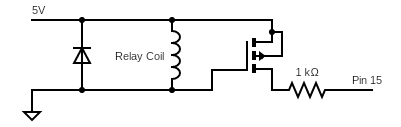 5V
Relay Coil
1 kΩ
Pin 15